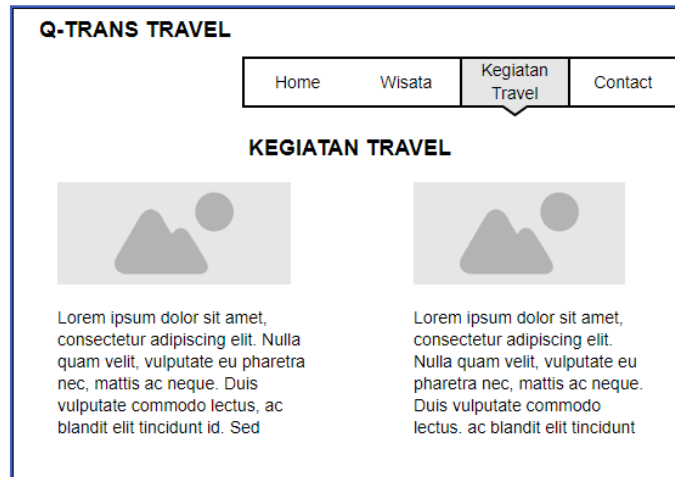 Q-TRANS TRAVEL
Home Wisata Kegiatan Travel Contact
KEGIATAN TRAVEL
Lorem ipsum dolor sit amet,
consectetur adipiscing elit. Nulla
quam velit, vulputate eu pharetra
nec, mattis ac neque. Duis
vulputate commodo lectus, ac
blandit elit tincidunt id. Sed
Lorem ipsum dolor sit amet,
consectetur adipiscing elit.
Nulla quam velit, vulputate eu
pharetra nec, mattis ac neque.
Duis vulputate commodo
lectus. ac blandit elit tincidunt